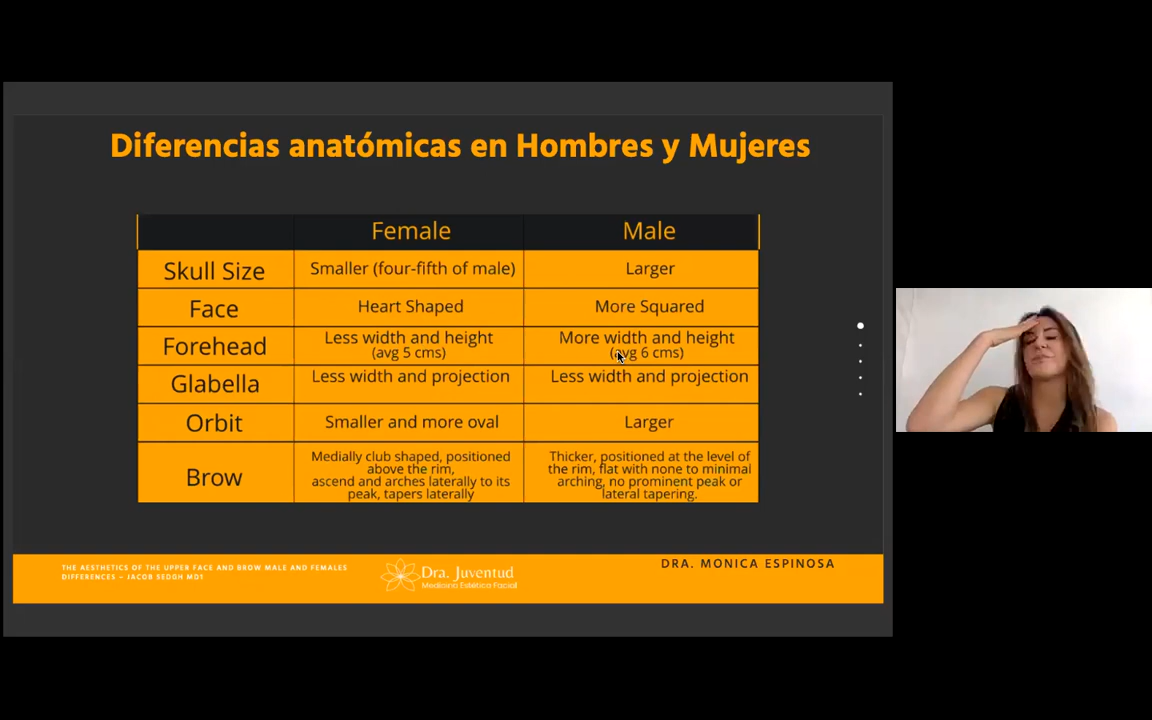 Diferencias anatómicas en Hombres y Mujeres
Female Male
Skull Size Smaller (four-fifth of male) Larger
Face Heart Shaped More Squared
Forehead Less width and height More width and height
(avg 5 cms) (avg 6 cms)
Glabella Less width and projection Less width and projection
Orbit Smaller and more oval Larger
Brow
Medially club shaped, positioned
above the rim,
ascend and arches laterally to its
peak, tapers laterally
Thicker, positioned at the level of
the rim, flat with none to minimal
arching, no prominent peak or
lateral tapering.
THE AESTHETICS OF THE UPPER FACE AND BROW MALE AND FEMALES
DIFFERENCES – JACOB SEDGH MD1
Dra. Juventud
Medicina Estética Facial
DRA. MONICA ESPINOSA